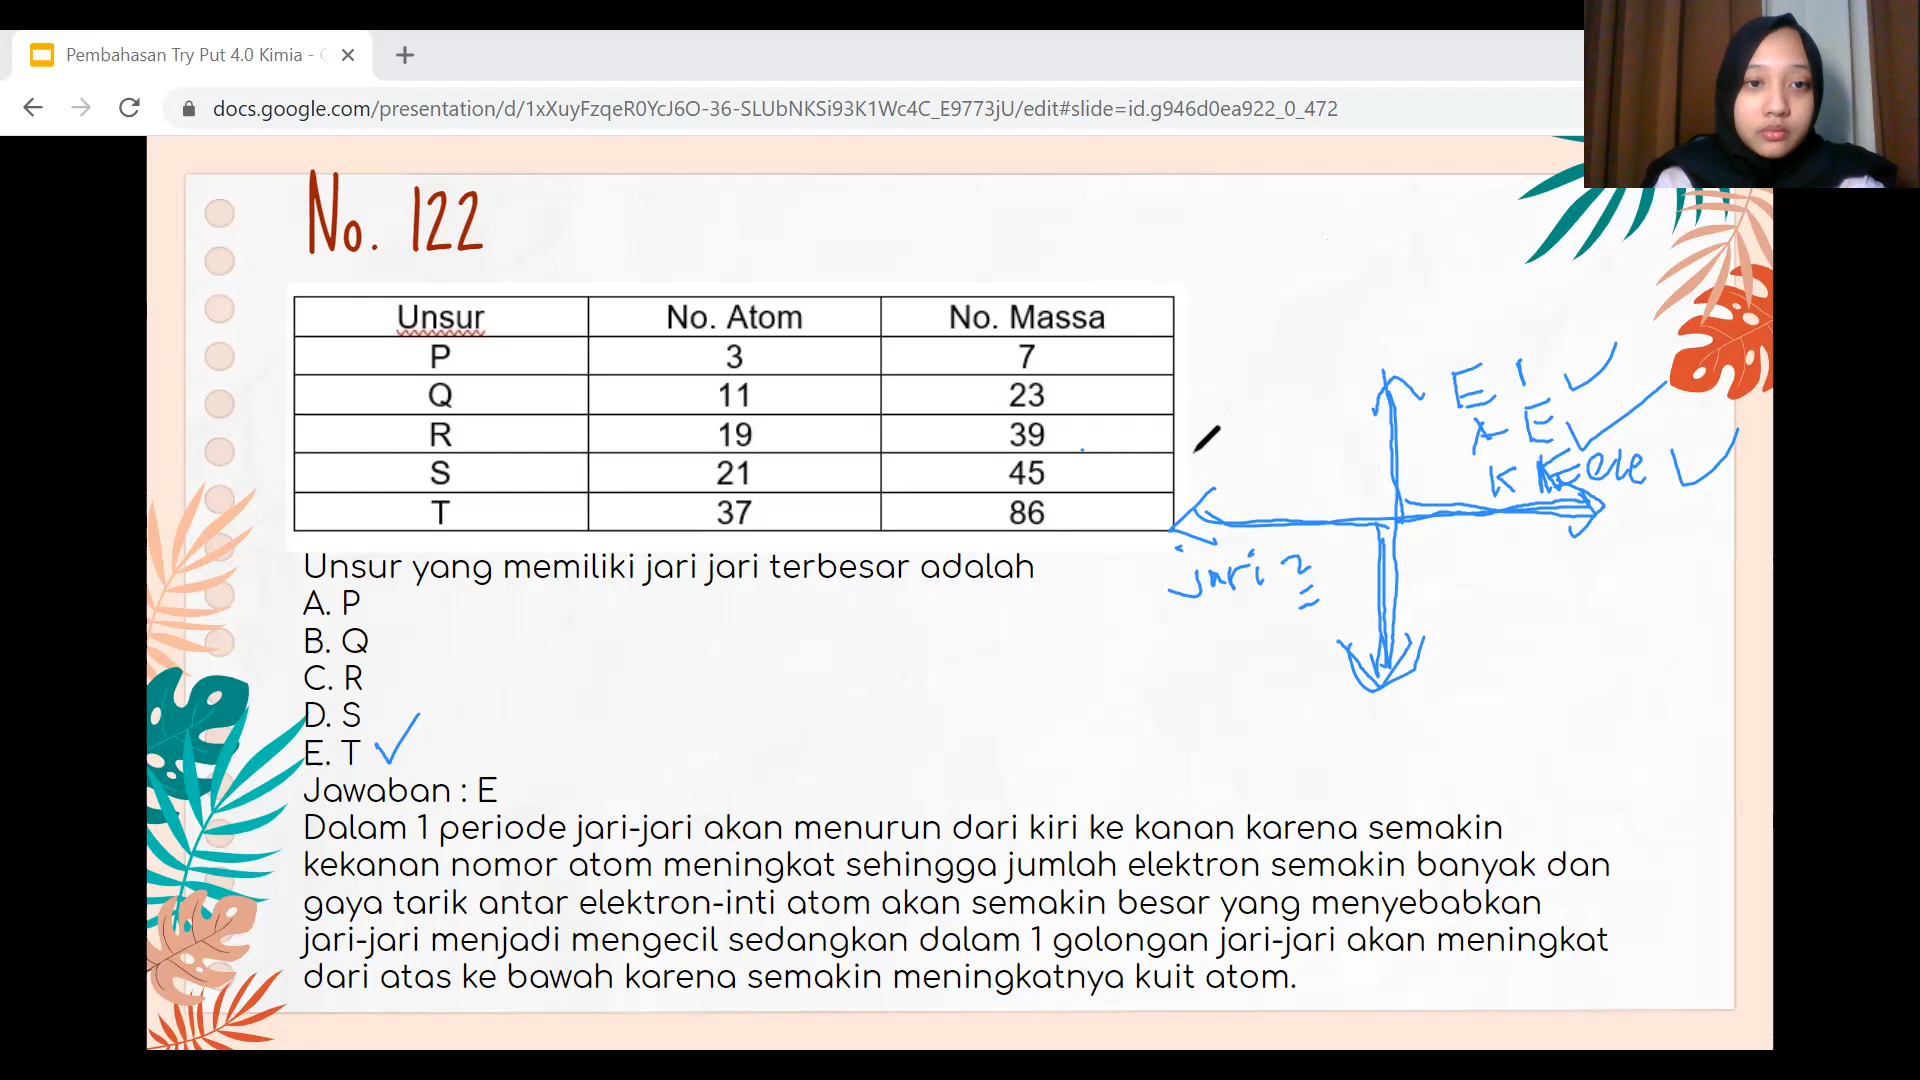 Pembahasan Try Put 4.0 Kimia -
docs.google.com/presentation/d/1xXuyFzqeR0YcJ6O-36-SLUbNKSi93K1Wc4C_E9773jU/edit#slide=id.g946d0ea922_0_472
No. 122
Unsur No. Atom No. Massa
P 3 7
Q 11 23
R 19 39
S 21 45
T 37 86
E I
A E
K
jari 2
Unsur yang memiliki jari jari terbesar adalah
A. P
B. Q
C. R
D. S
E. T
Jawaban : E
Dalam 1 periode jari-jari akan menurun dari kiri ke kanan karena semakin
kekanan nomor atom meningkat sehingga jumlah elektron semakin banyak dan
gaya tarik antar elektron-inti atom akan semakin besar yang menyebabkan
jari-jari menjadi mengecil sedangkan dalam 1 golongan jari-jari akan meningkat
dari atas ke bawah karena semakin meningkatnya kuit atom.